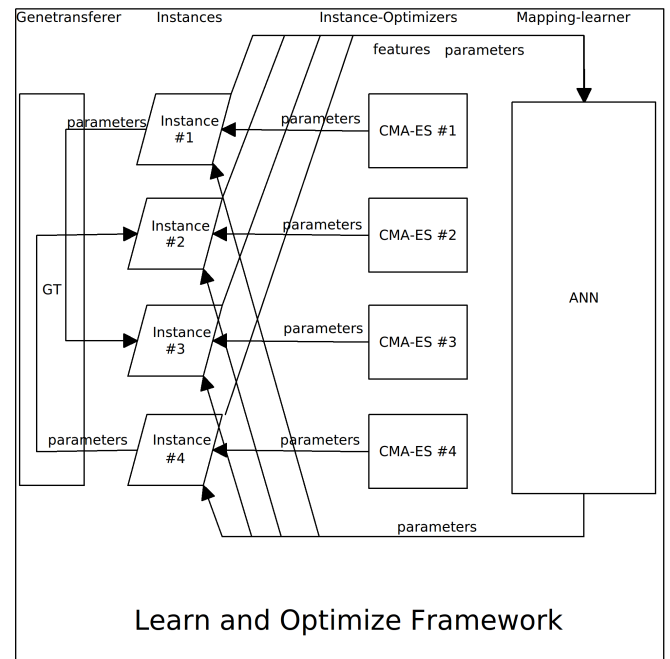 Genetransferer Instances Instance-Optimizers Mapping-learner
features parameters
parameters Instance #1 parameters CMA-ES #1
Instance #2 parameters CMA-ES #2
GT
ANN
Instance #3 parameters CMA-ES #3
parameters Instance #4 parameters CMA-ES #4
parameters
Learn and Optimize Framework